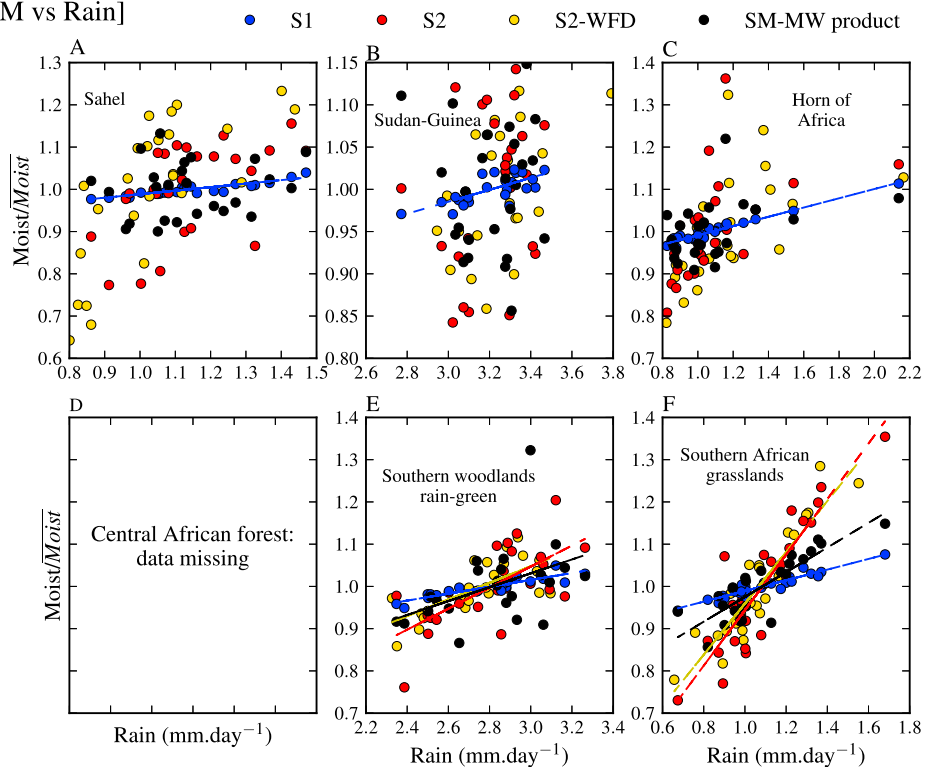 M vs Rain]
S1 S2 S2-WFD SM-MW product
A B C
1.3 1.15 1.4
Sahel Sudan-Guinea Horn of
Africa
1.2 1.10 1.3
1.1 1.05 1.2
1.0 1.00 1.1
0.9 0.95 1.0
0.8 0.90 0.9
0.7 0.85 0.8
0.6 0.80 0.7
Moist/Moist
0.8 0.9 1.0 1.1 1.2 1.3 1.4 1.5
2.6 2.8 3.0 3.2 3.4 3.6 3.8
0.8 1.0 1.2 1.4 1.6 1.8 2.0 2.2
D E F
Central African forest:
data missing
Moist/Moist
Rain (mm.day−1)
Southern woodlands
rain-green
1.4
1.3
1.2
1.1
1.0
0.9
0.8
0.7
2.2 2.4 2.6 2.8 3.0 3.2 3.4
Rain (mm.day−1)
Southern African
grasslands
1.4
1.3
1.2
1.1
1.0
0.9
0.8
0.7
0.6 0.8 1.0 1.2 1.4 1.6 1.8
Rain (mm.day−1)